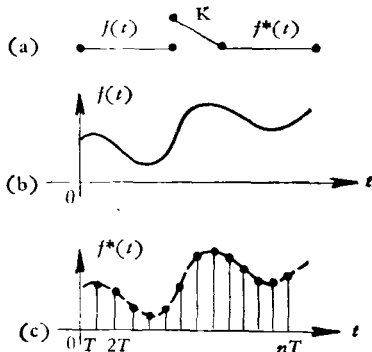 (a) f(t) K f*(t)
f(t)
(b) 0 t
f*(t)
(c) 0 T 2T nT t